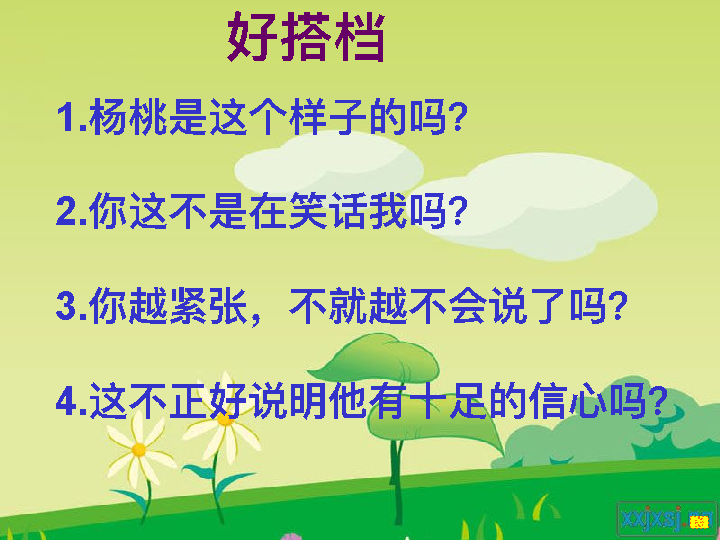 好搭档
1.杨桃是这个样子的吗?
2.你这不是在笑话我吗?
3.你越紧张，不就越不会说了吗?
4.这不正好说明他有十足的信心吗?